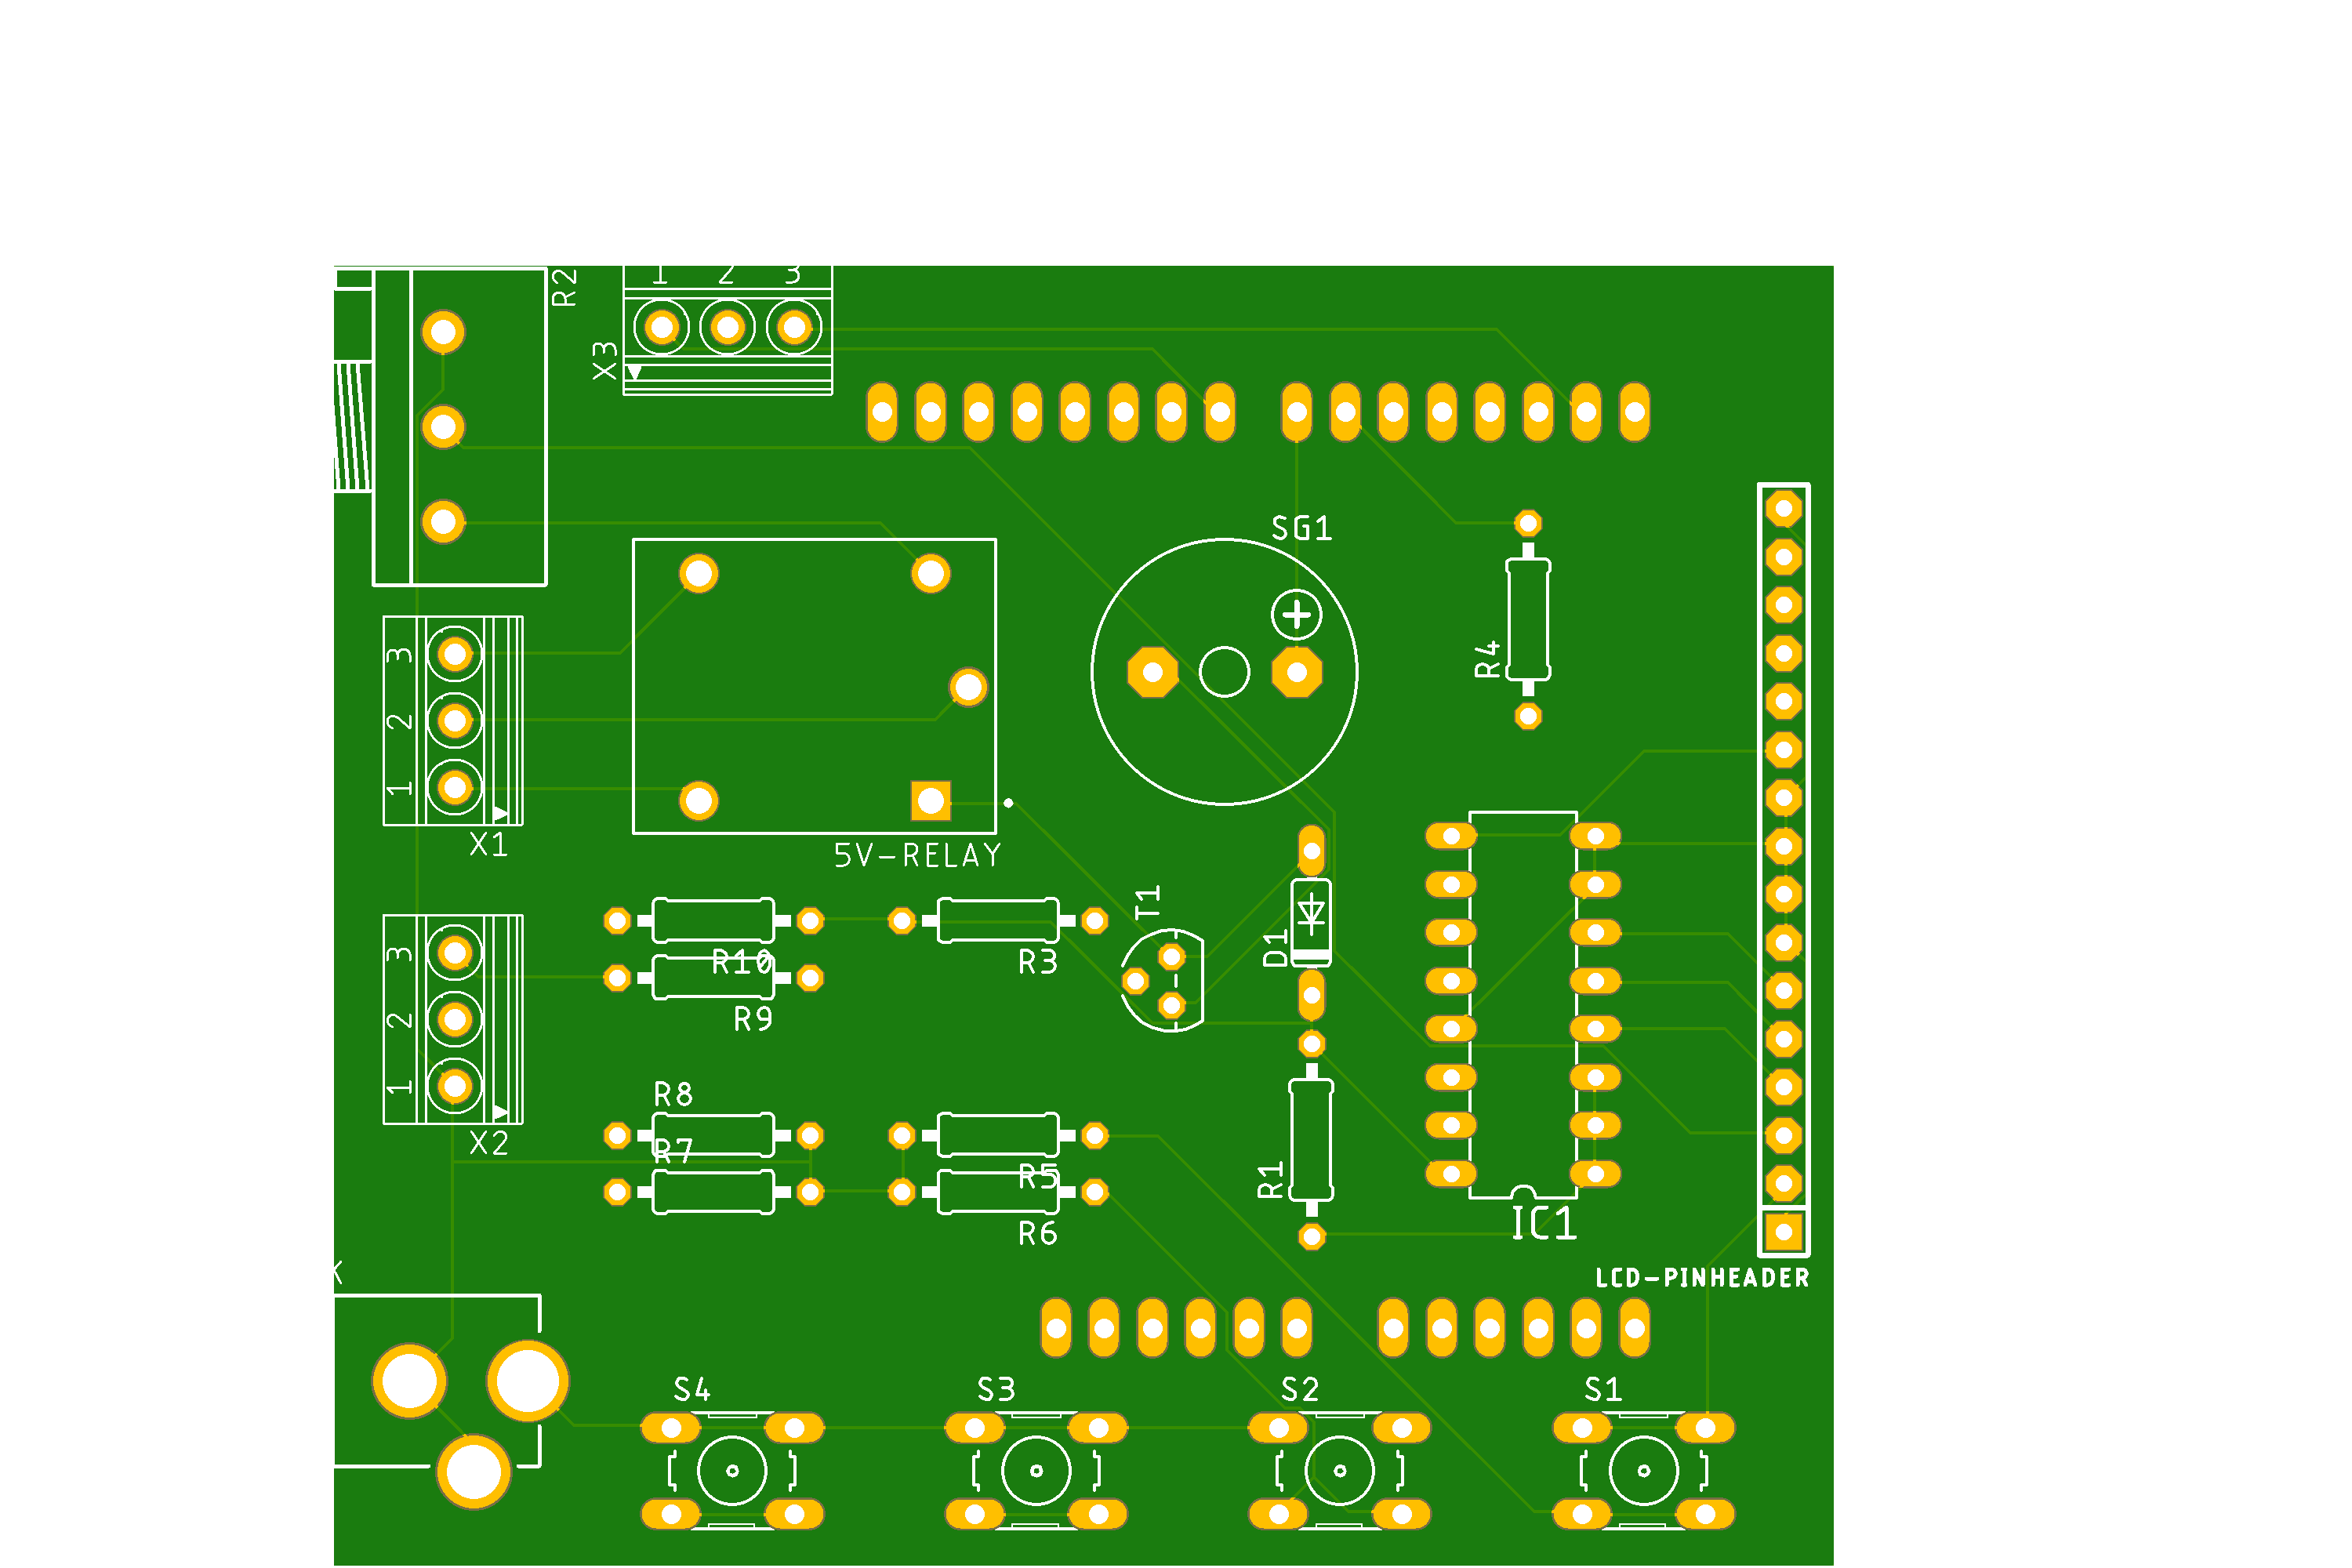 1 2 3
R2
X3
SG1
R4
3
2
1
X1
5V-RELAY
T1
D1
R10
R3
3
2
1
R9
R8
R7
X2
R5
R6
R1
IC1
K
LCD-PINHEADER
S4 S3 S2 S1